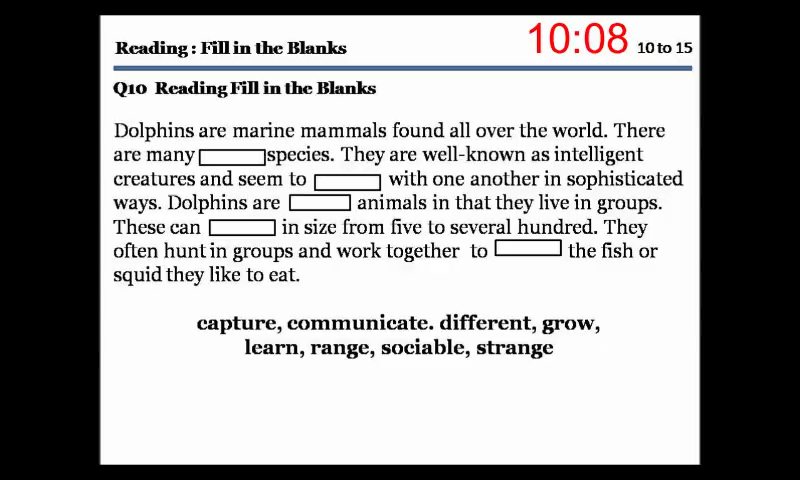 Reading : Fill in the Blanks
10:08 10 to 15
Q10 Reading Fill in the Blanks
Dolphins are marine mammals found all over the world. There
are many species. They are well-known as intelligent
creatures and seem to with one another in sophisticated
ways. Dolphins are animals in that they live in groups.
These can in size from five to several hundred. They
often hunt in groups and work together to the fish or
squid they like to eat.
capture, communicate. different, grow,
learn, range, sociable, strange